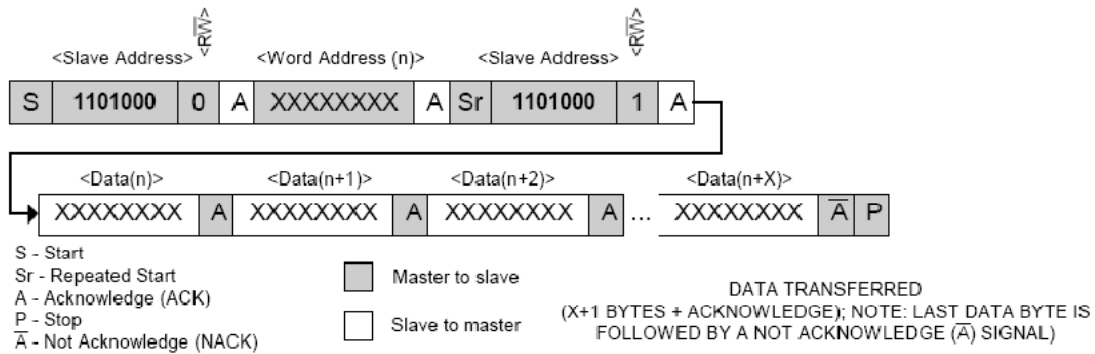 <RW̅> <RW̅>
<Slave Address> <Word Address (n)> <Slave Address>
S 1101000 0 A XXXXXXXX A Sr 1101000 1 A
<Data(n)> <Data(n+1)> <Data(n+2)> <Data(n+X)>
XXXXXXXX A XXXXXXXX A XXXXXXXX A ... XXXXXXXX A̅ P
S - Start
Sr - Repeated Start
A - Acknowledge (ACK)
P - Stop
A̅ - Not Acknowledge (NACK)
Master to slave
Slave to master
DATA TRANSFERRED
(X+1 BYTES + ACKNOWLEDGE); NOTE: LAST DATA BYTE IS
FOLLOWED BY A NOT ACKNOWLEDGE (A̅) SIGNAL)